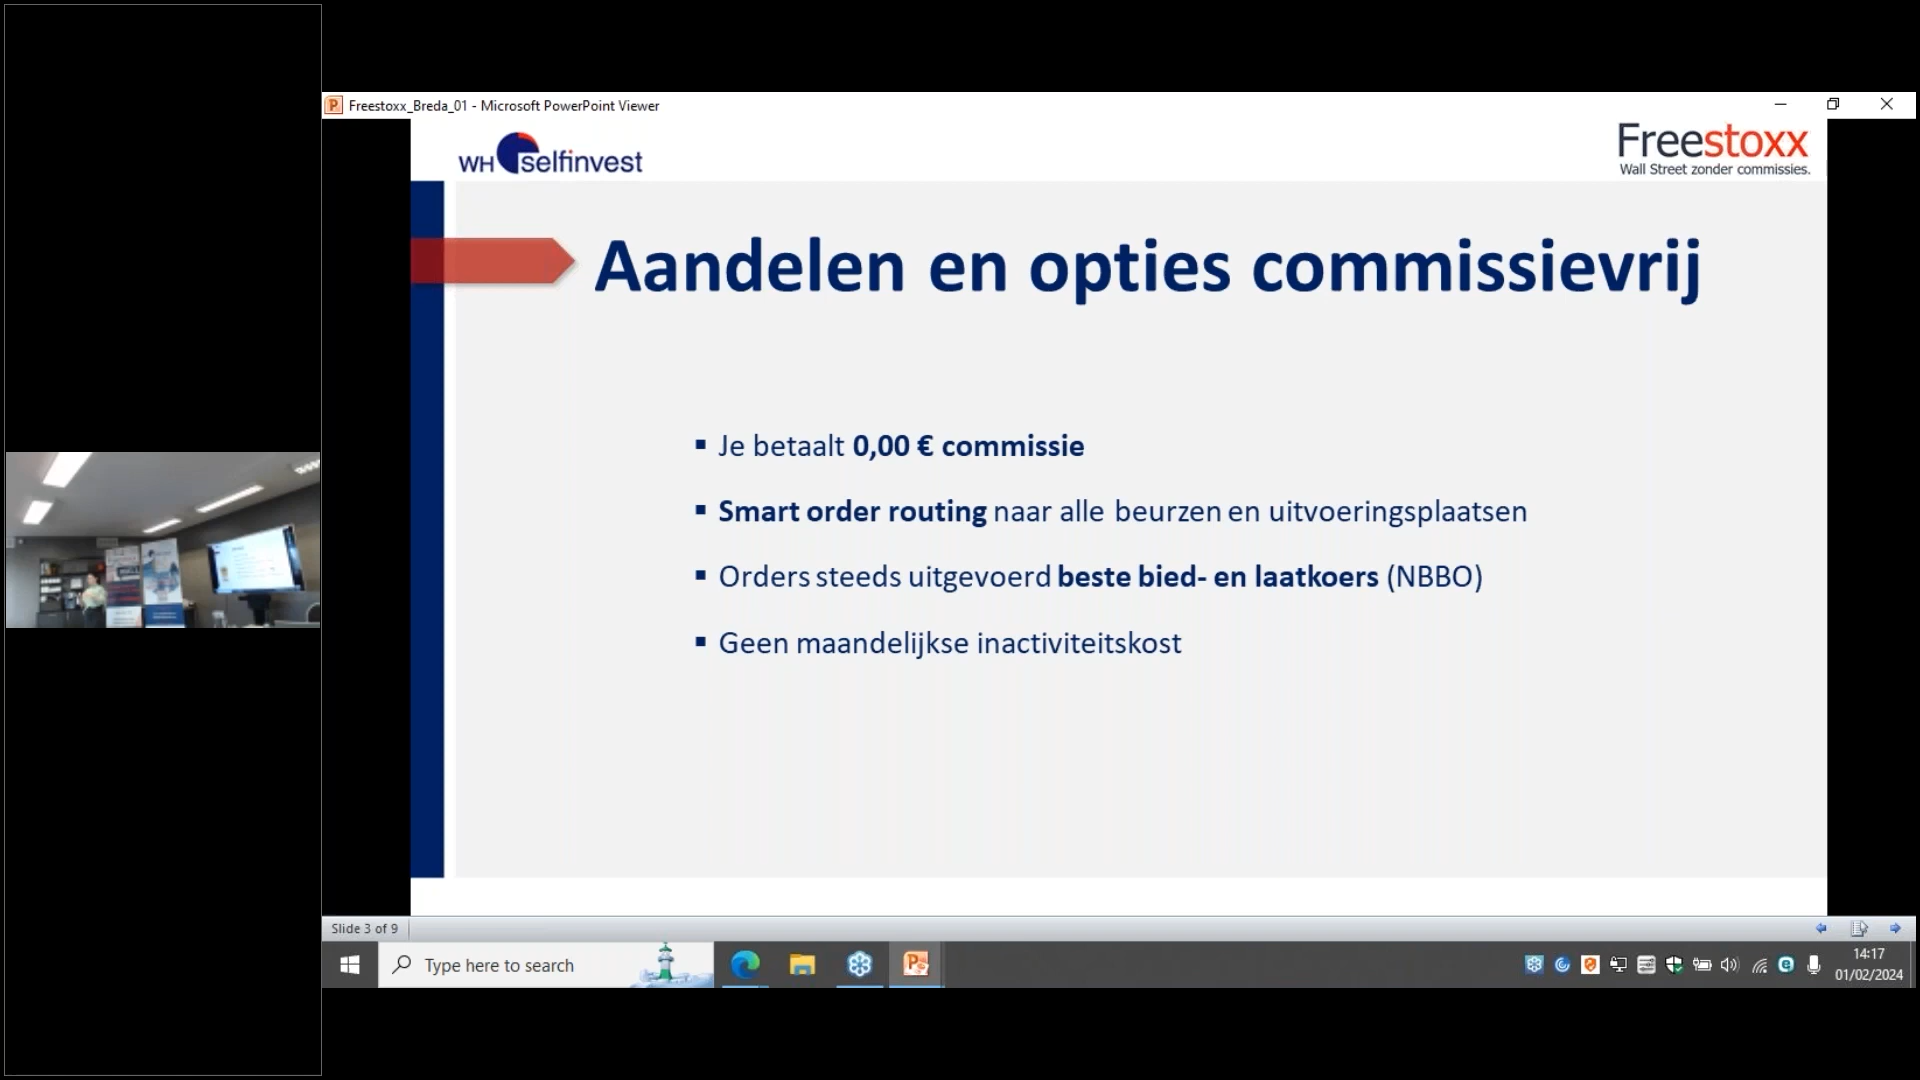 Freestoxx_Breda_01 - Microsoft PowerPoint Viewer
WH selfinvest
Freestoxx
Wall Street zonder commissies.
Aandelen en opties commissievrij
▪ Je betaalt 0,00 € commissie
▪ Smart order routing naar alle beurzen en uitvoeringsplaatsen
▪ Orders steeds uitgevoerd beste bied- en laatkoers (NBBO)
▪ Geen maandelijkse inactiviteitskost
Slide 3 of 9
Type here to search
14:17
01/02/2024